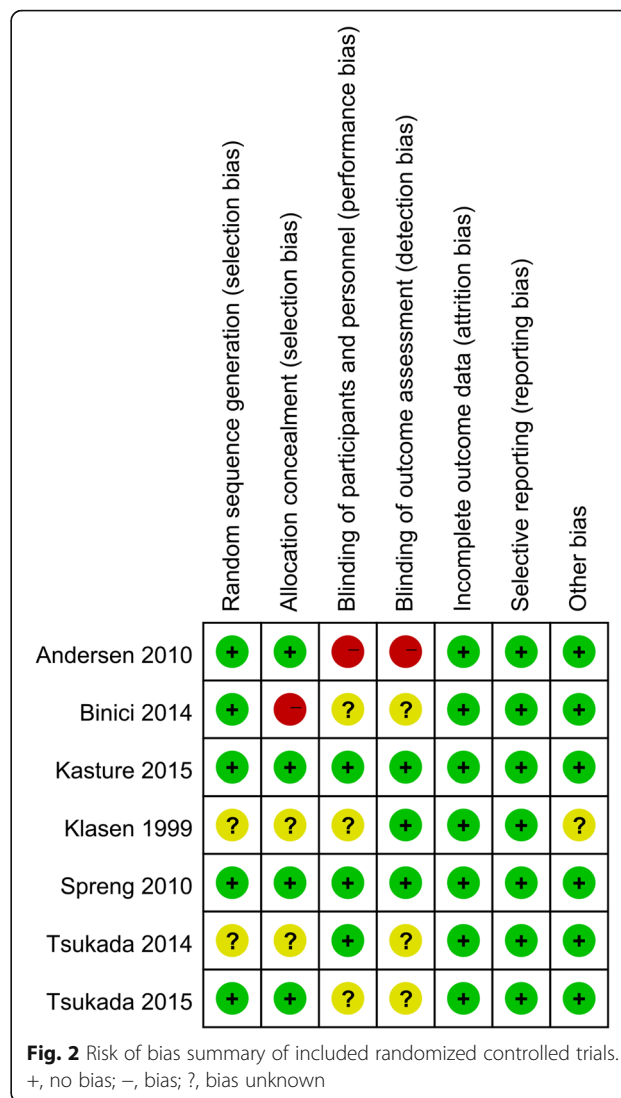 Random sequence generation (selection bias)
Allocation concealment (selection bias)
Blinding of participants and personnel (performance bias)
Blinding of outcome assessment (detection bias)
Incomplete outcome data (attrition bias)
Selective reporting (reporting bias)
Other bias
Andersen 2010 + + − − + + +
Binici 2014 + − ? ? + + +
Kasture 2015 + + + + + + +
Klasen 1999 ? ? ? + + + ?
Spreng 2010 + + + + + + +
Tsukada 2014 ? ? + ? + + +
Tsukada 2015 + + ? ? + + +
Fig. 2 Risk of bias summary of included randomized controlled trials.
+, no bias; −, bias; ?, bias unknown